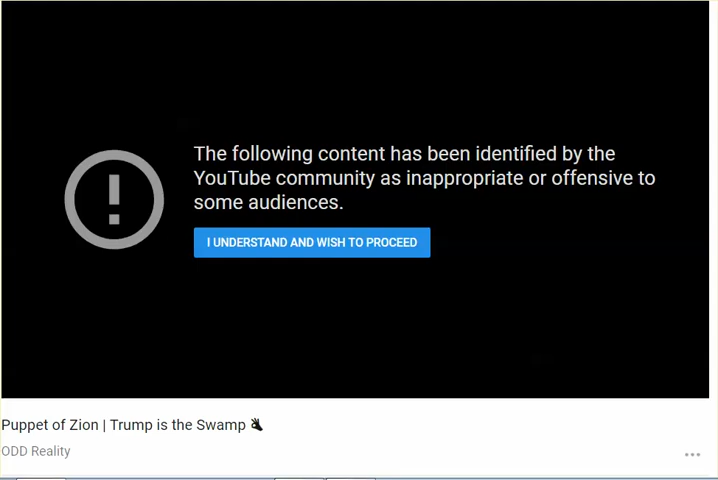 The following content has been identified by the
YouTube community as inappropriate or offensive to
some audiences.
I UNDERSTAND AND WISH TO PROCEED
Puppet of Zion | Trump is the Swamp 👌
ODD Reality